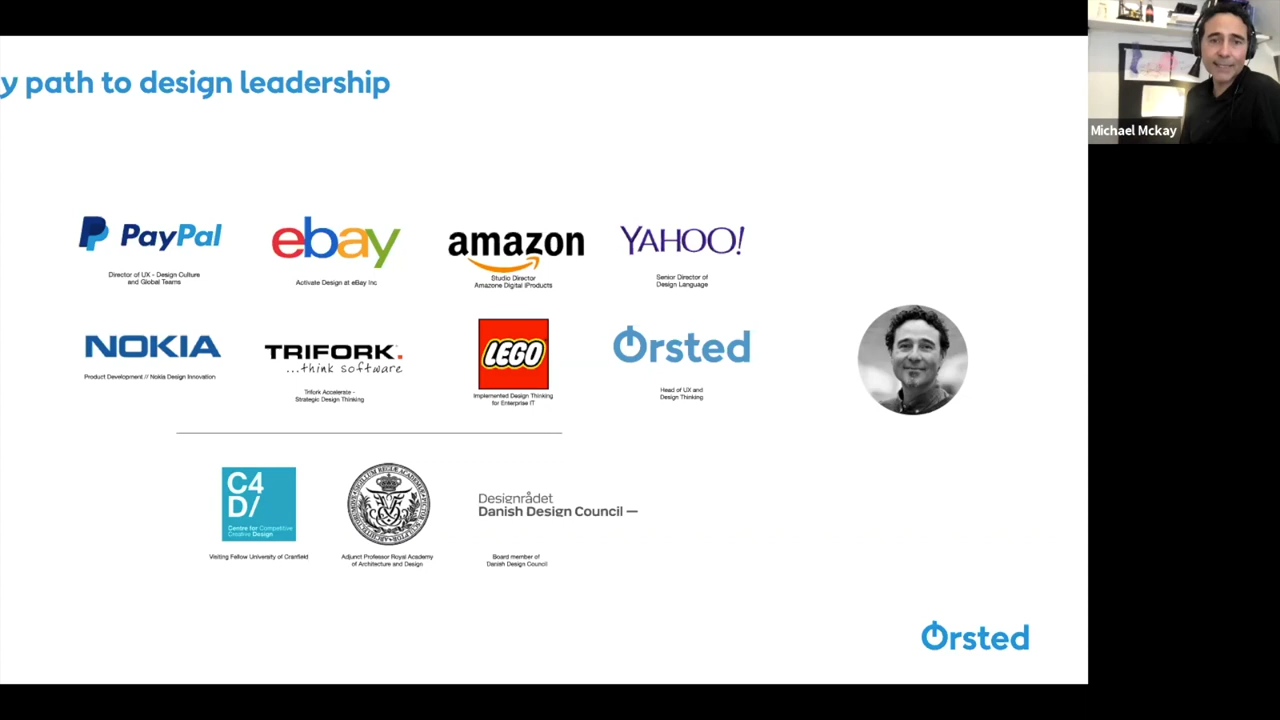 y path to design leadership
Michael Mckay
PayPal
Director of UX - Design Culture
and Global Teams
ebay
Activate Design at eBay Inc
amazon
Studio Director
Amazone Digital iProducts
YAHOO!
Senior Director of
Design Language
NOKIA
Product Development // Nokia Design Innovation
TRIFORK.
...think software
Trifork Accelerate -
Strategic Design Thinking
LEGO
Implemented Design Thinking
for Enterprise IT
Ørsted
Head of UX and
Design Thinking
C4
D/
Centre for Competitive
Creative Design
Visiting Fellow University of Cranfield
Adjunct Professor Royal Academy
of Architecture and Design
Designrådet
Danish Design Council —
Board member of
Danish Design Council
Ørsted